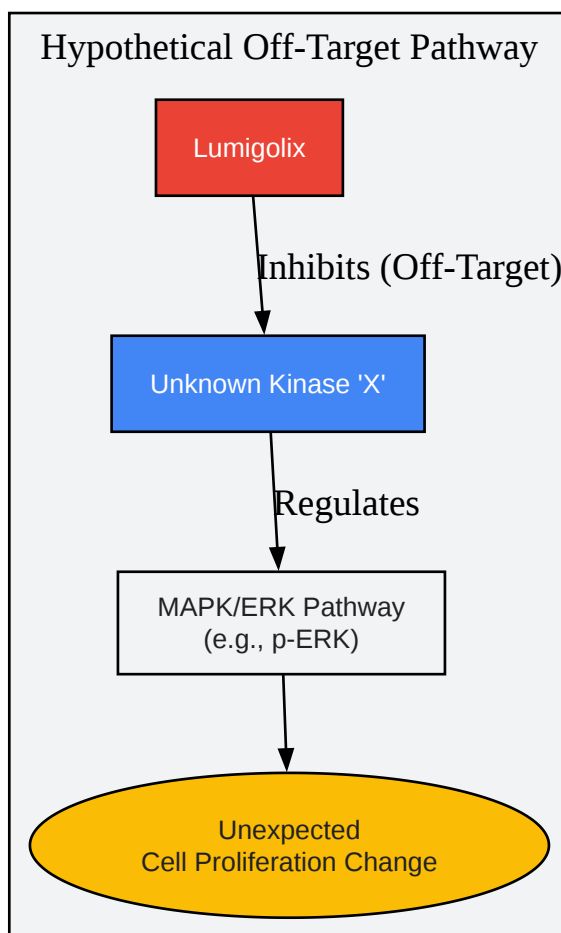 Hypothetical Off-Target Pathway
Lumigolix
Inhibits (Off-Target)
Unknown Kinase 'X'
Regulates
MAPK/ERK Pathway
(e.g., p-ERK)
Unexpected
Cell Proliferation Change